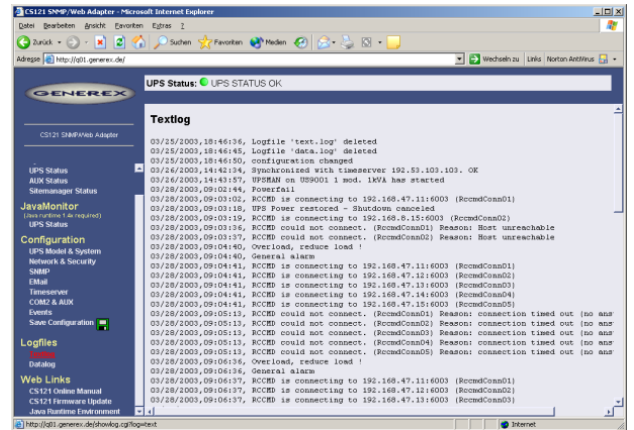 CS121 SNMP/Web Adapter - Microsoft Internet Explorer
Datei Bearbeiten Ansicht Favoriten Extras ?
Zurück Suchen Favoriten Medien
Adresse http://q01.generex.de/ Wechseln zu Links Norton AntiVirus
GENEREX
CS121 SNMP/Web Adapter
UPS Status
AUX Status
Sitemanager Status
JavaMonitor
(Java runtime 1.4x required)
UPS Status
Configuration
UPS Model & System
Network & Security
SNMP
EMail
Timeserver
COM2 & AUX
Events
Save Configuration
Logfiles
Datalog
Web Links
CS121 Online Manual
CS121 Firmware Update
Java Runtime Environment
UPS Status: UPS STATUS OK
Textlog
03/25/2003,18:46:36, Logfile 'text.log' deleted
03/25/2003,18:46:45, Logfile 'data.log' deleted
03/25/2003,18:46:50, configuration changed
03/26/2003,14:42:34, Synchronized with timeserver 192.53.103.103. OK
03/26/2003,14:43:57, UPSMAN on US9001 1 mod. 1kVA has started
03/28/2003,09:02:44, Powerfail
03/28/2003,09:03:02, RCCMD is connecting to 192.168.47.11:6003 (RccmdConn01)
03/28/2003,09:03:18, UPS Power restored - Shutdown canceled
03/28/2003,09:03:19, RCCMD is connecting to 192.168.8.15:6003 (RccmdConn02)
03/28/2003,09:03:36, RCCMD could not connect. (RccmdConn01) Reason: Host unreachable
03/28/2003,09:03:37, RCCMD could not connect. (RccmdConn02) Reason: Host unreachable
03/28/2003,09:04:40, Overload, reduce load !
03/28/2003,09:04:40, General alarm
03/28/2003,09:04:41, RCCMD is connecting to 192.168.47.11:6003 (RccmdConn01)
03/28/2003,09:04:41, RCCMD is connecting to 192.168.47.12:6003 (RccmdConn02)
03/28/2003,09:04:41, RCCMD is connecting to 192.168.47.13:6003 (RccmdConn03)
03/28/2003,09:04:41, RCCMD is connecting to 192.168.47.14:6003 (RccmdConn04)
03/28/2003,09:04:41, RCCMD is connecting to 192.168.47.15:6003 (RccmdConn05)
03/28/2003,09:05:13, RCCMD could not connect. (RccmdConn01) Reason: connection timed out (no ans
03/28/2003,09:05:13, RCCMD could not connect. (RccmdConn02) Reason: connection timed out (no ans
03/28/2003,09:05:13, RCCMD could not connect. (RccmdConn03) Reason: connection timed out (no ans
03/28/2003,09:05:13, RCCMD could not connect. (RccmdConn04) Reason: connection timed out (no ans
03/28/2003,09:05:13, RCCMD could not connect. (RccmdConn05) Reason: connection timed out (no ans
03/28/2003,09:06:36, Overload, reduce load !
03/28/2003,09:06:36, General alarm
03/28/2003,09:06:37, RCCMD is connecting to 192.168.47.11:6003 (RccmdConn01)
03/28/2003,09:06:37, RCCMD is connecting to 192.168.47.12:6003 (RccmdConn02)
03/28/2003,09:06:37, RCCMD is connecting to 192.168.47.13:6003 (RccmdConn03)
http://q01.generex.de/showlog.cgi?log=text Internet